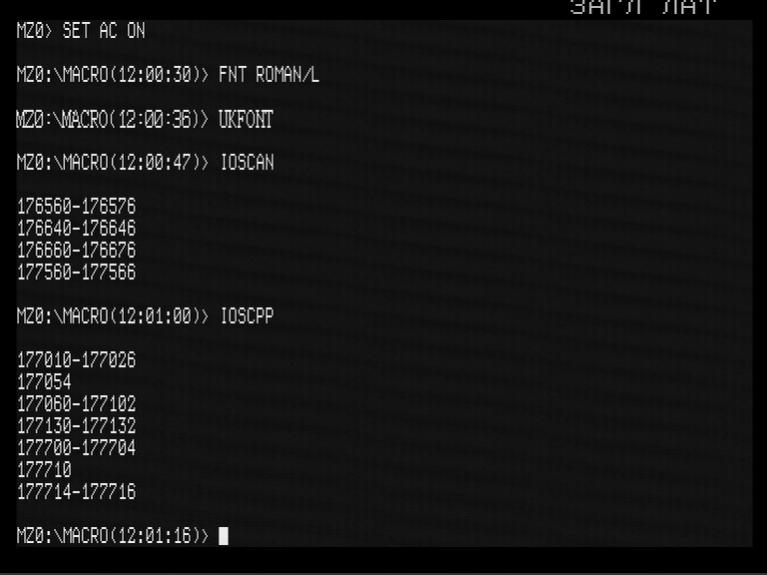 ЗАГЛ ЛАТ
MZ0> SET AC ON
MZ0:\MACRO(12:00:30)> FNT ROMAN/L
MZ0:\MACRO(12:00:36)> UKFONT
MZ0:\MACRO(12:00:47)> IOSCAN
176560-176576
176640-176646
176660-176676
177560-177566
MZ0:\MACRO(12:01:00)> IOSCPP
177010-177026
177054
177060-177102
177130-177132
177700-177704
177710
177714-177716
MZ0:\MACRO(12:01:16)>